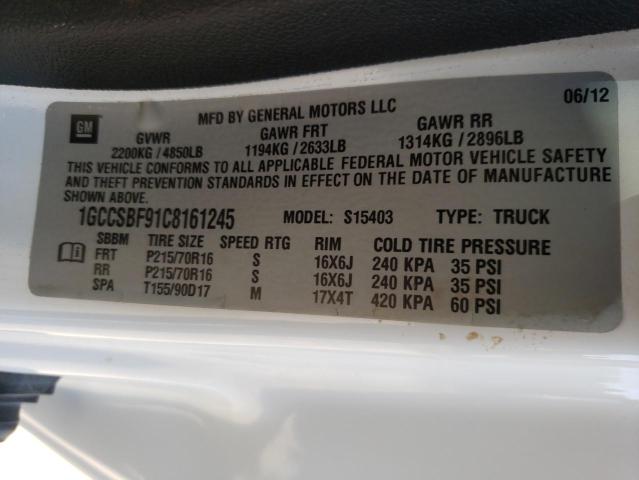 06/12
MFD BY GENERAL MOTORS LLC
GM
GVWR GAWR FRT GAWR RR
2200KG / 4850LB 1194KG / 2633LB 1314KG / 2896LB
THIS VEHICLE CONFORMS TO ALL APPLICABLE FEDERAL MOTOR VEHICLE SAFETY
AND THEFT PREVENTION STANDARDS IN EFFECT ON THE DATE OF MANUFACTURE
SHOWN ABOVE.
1GCCSBF91C8161245 MODEL: S15403 TYPE: TRUCK
SBBM TIRE SIZE SPEED RTG RIM COLD TIRE PRESSURE
FRT P215/70R16 S 16X6J 240 KPA 35 PSI
RR P215/70R16 S 16X6J 240 KPA 35 PSI
SPA T155/90D17 M 17X4T 420 KPA 60 PSI